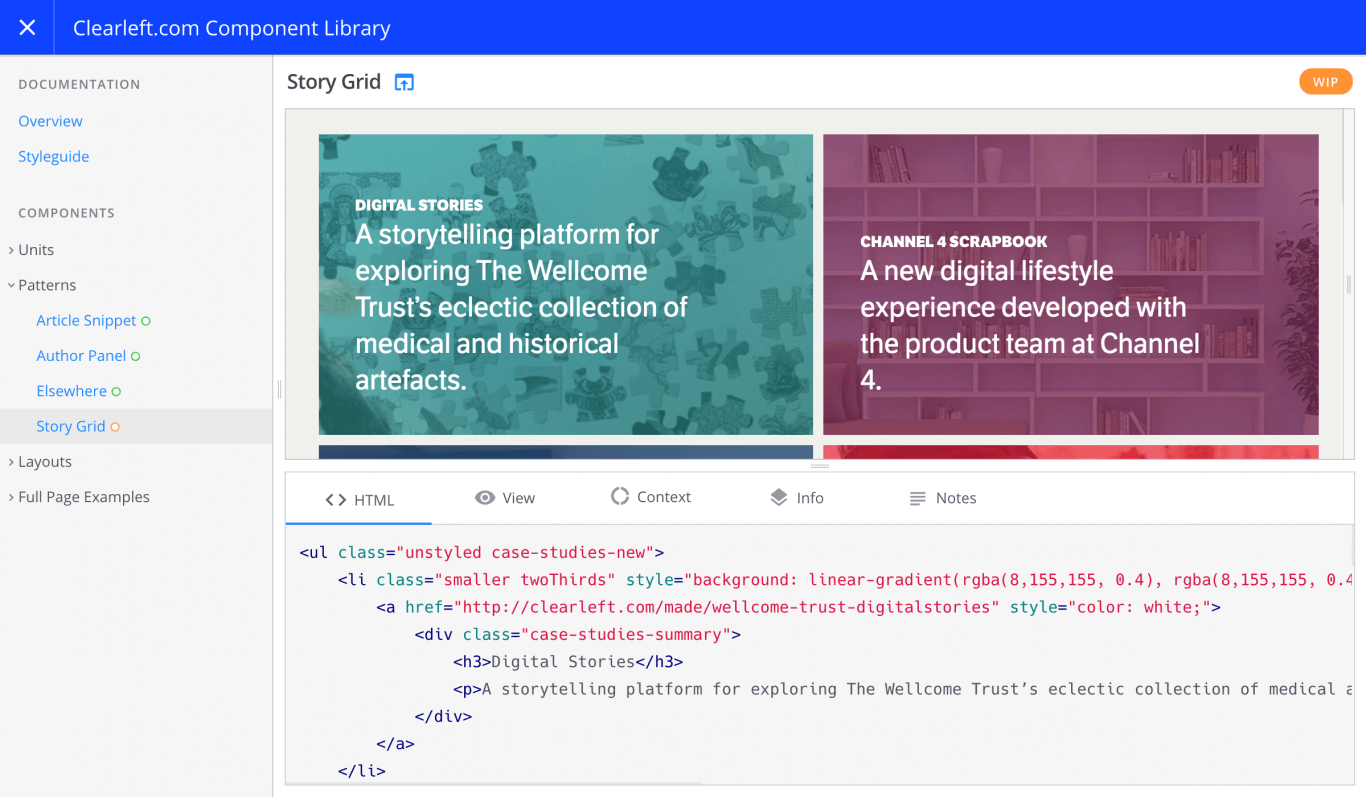 Clearleft.com Component Library
DOCUMENTATION
Overview
Styleguide
COMPONENTS
Units
Patterns
Article Snippet
Author Panel
Elsewhere
Story Grid
Layouts
Full Page Examples
Story Grid
WIP
DIGITAL STORIES
A storytelling platform for
exploring The Wellcome
Trust’s eclectic collection of
medical and historical
artefacts.
CHANNEL 4 SCRAPBOOK
A new digital lifestyle
experience developed with
the product team at Channel
4.
<> HTML
View
Context
Info
Notes
<ul class="unstyled case-studies-new">
<li class="smaller twoThirds" style="background: linear-gradient(rgba(8,155,155, 0.4), rgba(8,155,155, 0.4
<a href="http://clearleft.com/made/wellcome-trust-digitalstories" style="color: white;">
<div class="case-studies-summary">
<h3>Digital Stories</h3>
<p>A storytelling platform for exploring The Wellcome Trust’s eclectic collection of medical a
</div>
</a>
</li>